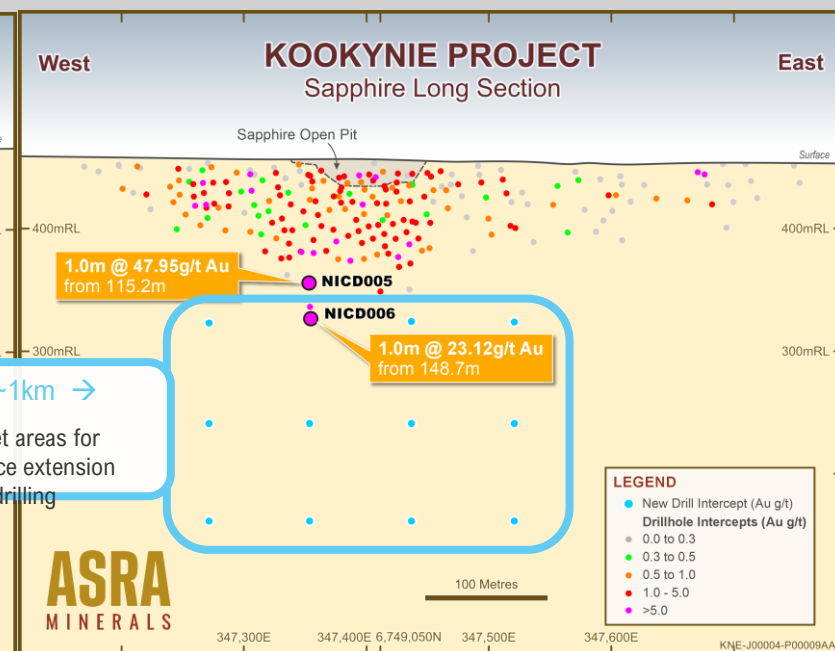 KOOKYNIE PROJECT
Sapphire Long Section
West
East
Sapphire Open Pit
Surface
400mRL
400mRL
1.0m @ 47.95g/t Au
from 115.2m
NICD005
NICD006
1.0m @ 23.12g/t Au
from 148.7m
300mRL
300mRL
~1km →
areas for
extension
drilling
LEGEND
New Drill Intercept (Au g/t)
Drillhole Intercepts (Au g/t)
0.0 to 0.3
0.3 to 0.5
0.5 to 1.0
1.0 - 5.0
>5.0
ASRA
MINERALS
100 Metres
347,300E
347,400E 6,749,050N
347,500E
347,600E
KNE-J00004-P00009AA